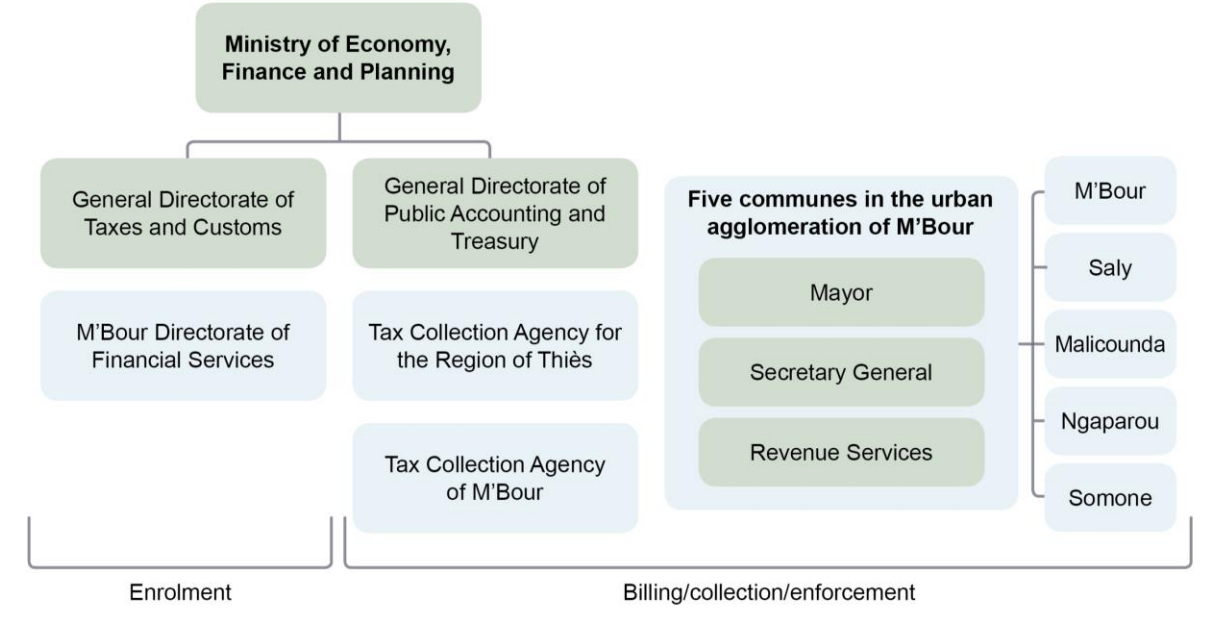 Ministry of Economy,
Finance and Planning
General Directorate of
Taxes and Customs
M'Bour Directorate of
Financial Services
General Directorate of
Public Accounting and
Treasury
Tax Collection Agency for
the Region of Thiès
Tax Collection Agency
of M'Bour
Five communes in the urban
agglomeration of M'Bour
Mayor
Secretary General
Revenue Services
M'Bour
Saly
Malicounda
Ngaparou
Somone
Enrolment
Billing/collection/enforcement